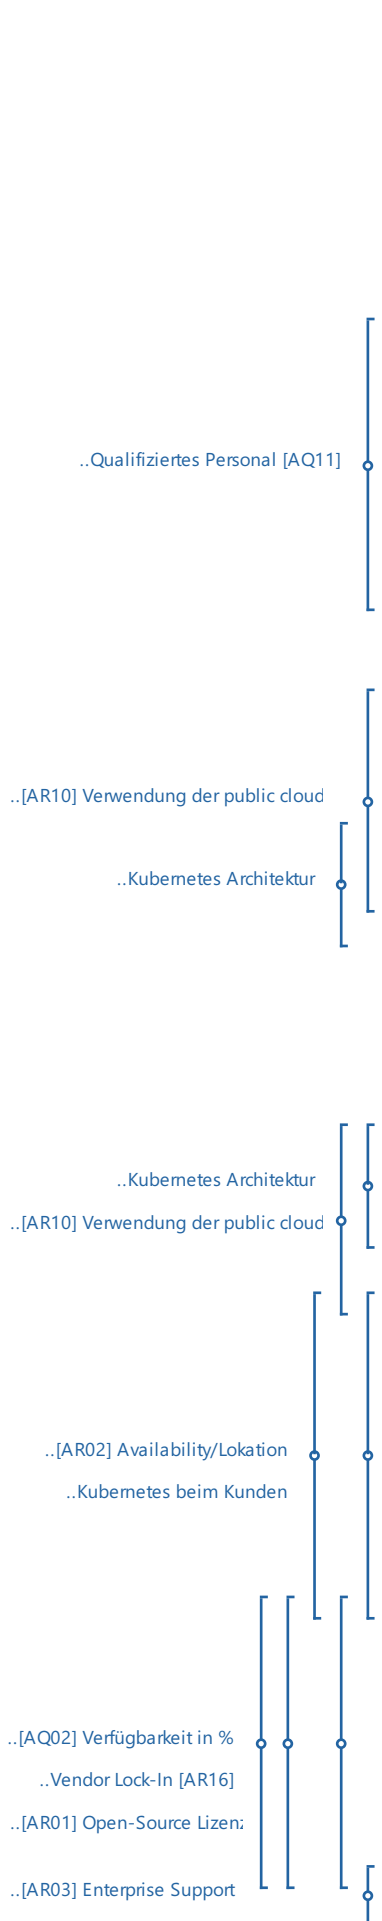 ..Qualifiziertes Personal [AQ11]
..[AR10] Verwendung der public cloud
..Kubernetes Architektur
..Kubernetes Architektur
..[AR10] Verwendung der public cloud
..[AR02] Availability/Lokation
..Kubernetes beim Kunden
..[AQ02] Verfügbarkeit in %
..Vendor Lock-In [AR16]
..[AR01] Open-Source Lizenz
..[AR03] Enterprise Support